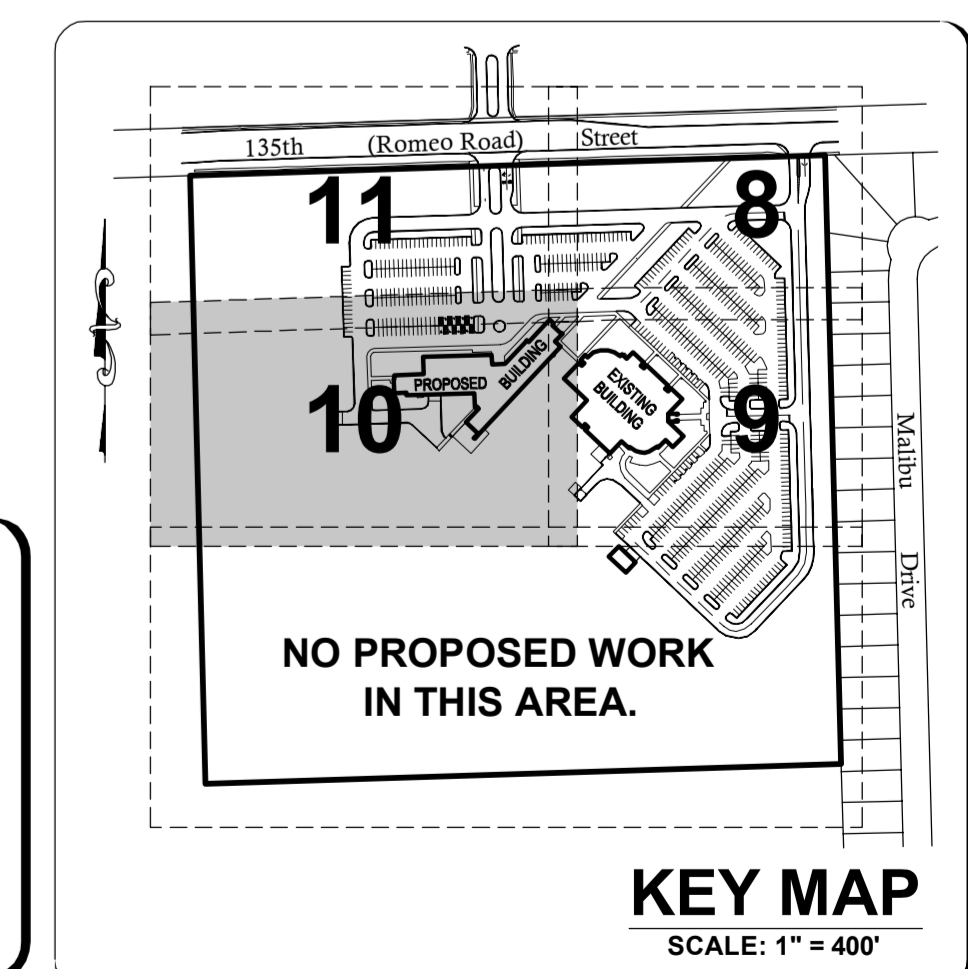 135th (Romeo Road) Street
11
8
PROPOSED BUILDING
EXISTING
BUILDING
10
9
Malibu Drive
NO PROPOSED WORK
IN THIS AREA.
KEY MAP
SCALE: 1" = 400'